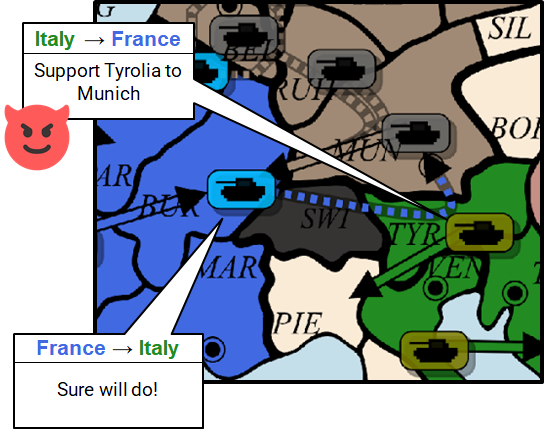 G
SIL
Italy → France
Support Tyrolia to
Munich
BEL
RUH
BOH
MUN
AR
BUR
SWI
TYR
MAR
VEN
T
PIE
France → Italy
Sure will do!